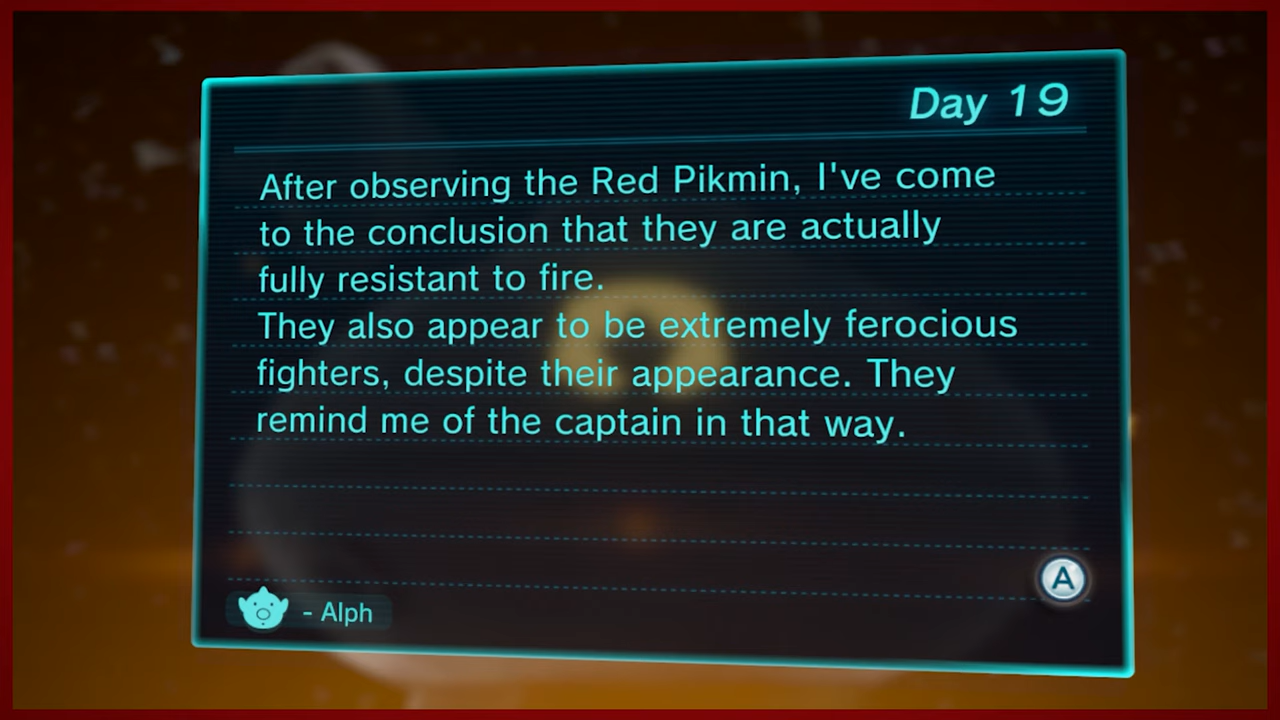 Day 19
After observing the Red Pikmin, I've come
to the conclusion that they are actually
fully resistant to fire.
They also appear to be extremely ferocious
fighters, despite their appearance. They
remind me of the captain in that way.
A
- Alph